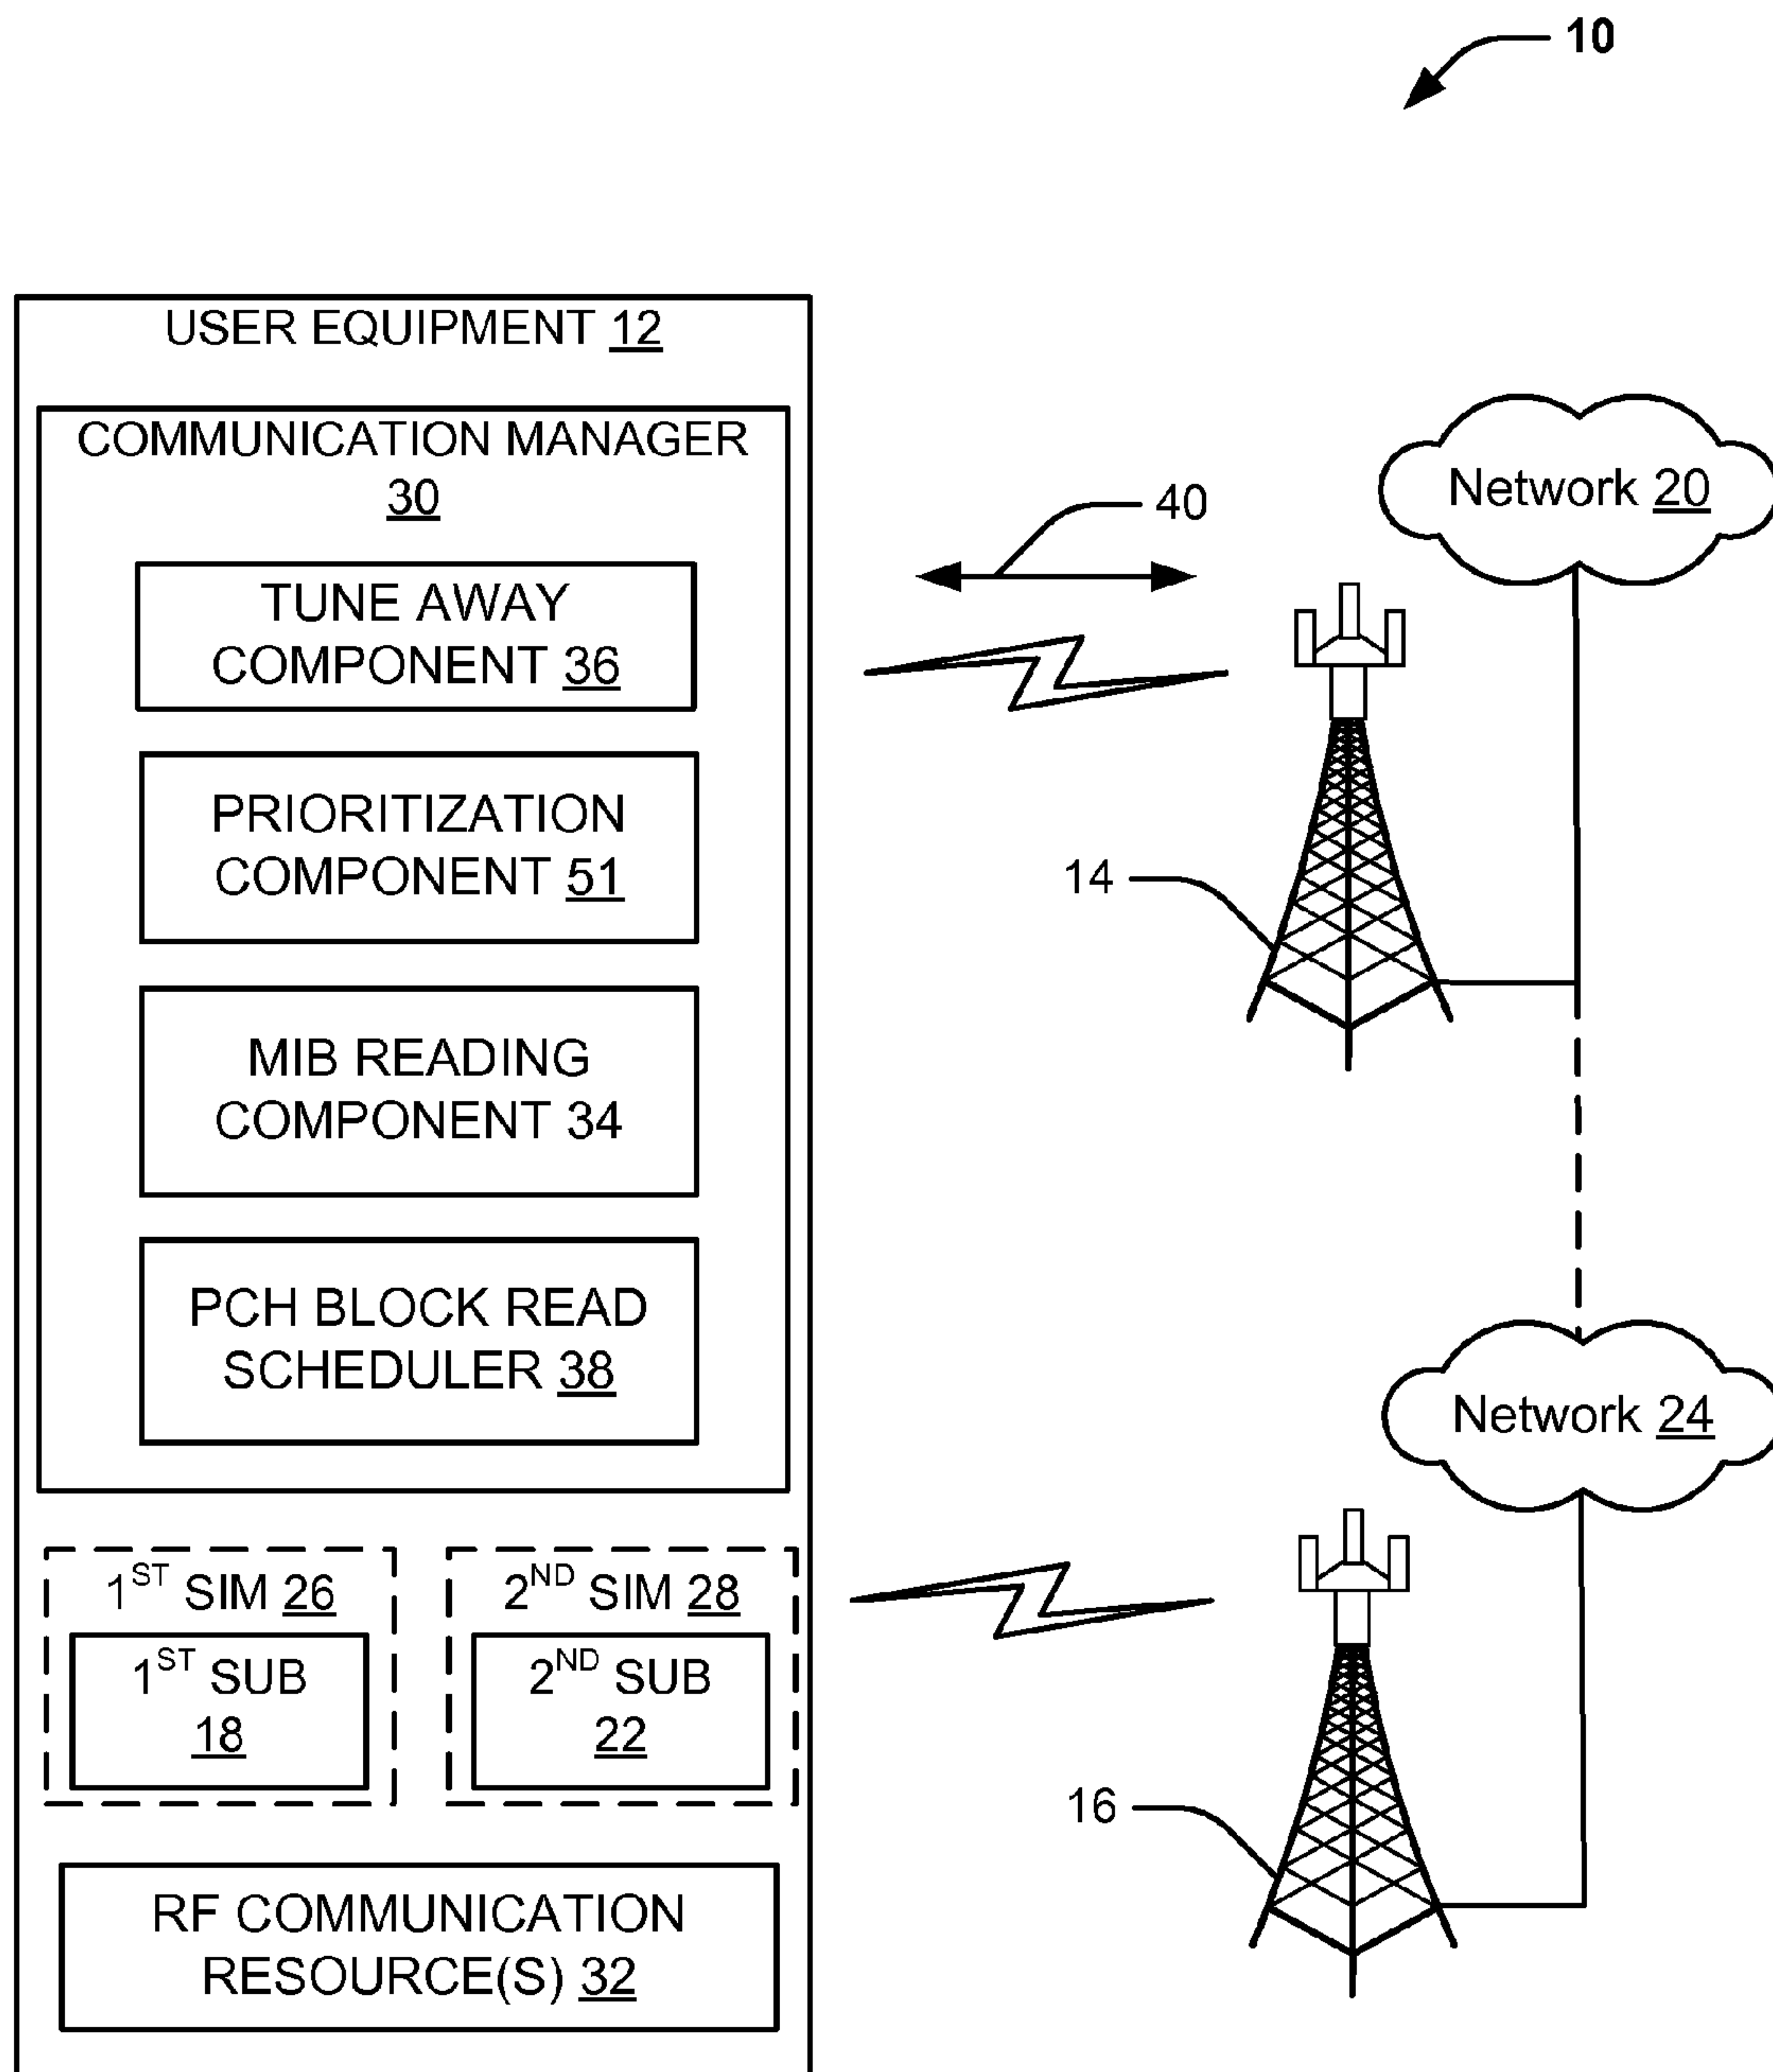 10
USER EQUIPMENT 12
COMMUNICATION MANAGER
30
TUNE AWAY
COMPONENT 36
PRIORITIZATION
COMPONENT 51
MIB READING
COMPONENT 34
PCH BLOCK READ
SCHEDULER 38
1ST SIM 26
1ST SUB
18
2ND SIM 28
2ND SUB
22
RF COMMUNICATION
RESOURCE(S) 32
40
Network 20
14
Network 24
16